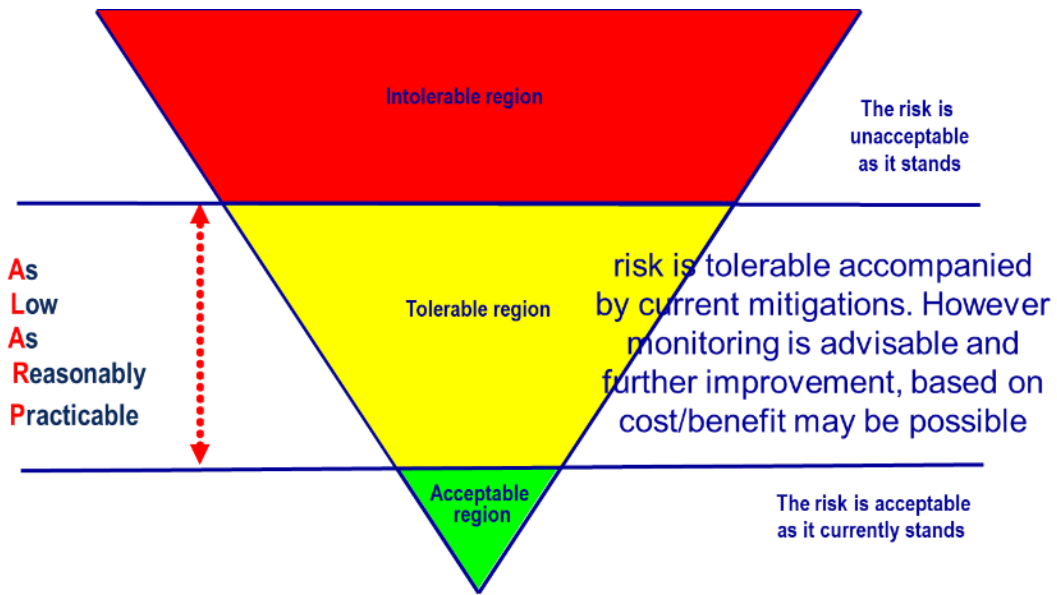 Intolerable region
The risk is
unacceptable
as it stands
As
Low
As
Reasonably
Practicable
Tolerable region
risk is tolerable accompanied
by current mitigations. However
monitoring is advisable and
further improvement, based on
cost/benefit may be possible
Acceptable
region
The risk is acceptable
as it currently stands